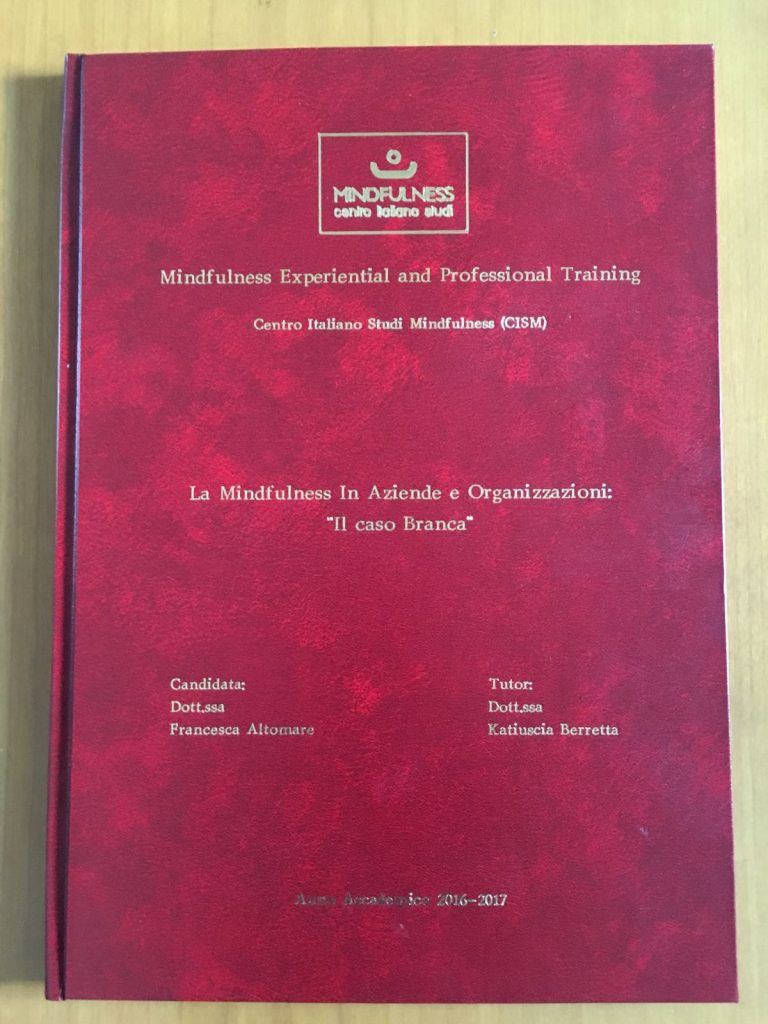 MINDFULNESS
centro italiano studi
Mindfulness Experiential and Professional Training
Centro Italiano Studi Mindfulness (CISM)
La Mindfulness In Aziende e Organizzazioni:
"Il caso Branca"
Candidata:
Dott.ssa
Francesca Altomare
Tutor:
Dott.ssa
Katiuscia Berretta
Anno Accademico 2016-2017